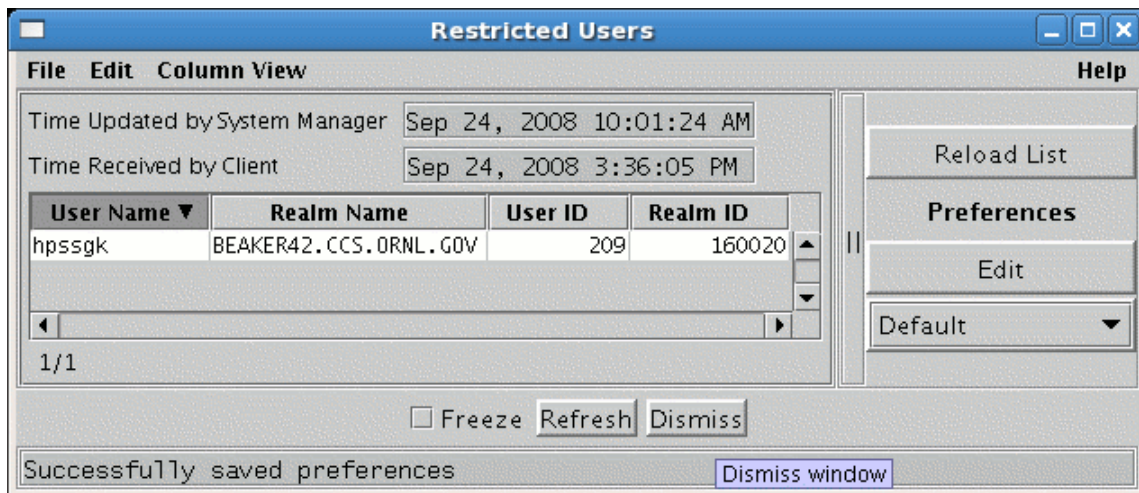 Restricted Users
File Edit Column View Help
Time Updated by System Manager Sep 24, 2008 10:01:24 AM
Time Received by Client Sep 24, 2008 3:36:05 PM
User Name ▼ Realm Name User ID Realm ID
hpssgk BEAKER42.CCS.ORNL.GOV 209 160020
1/1
Reload List
Preferences
Edit
Default
Freeze Refresh Dismiss
Successfully saved preferences
Dismiss window